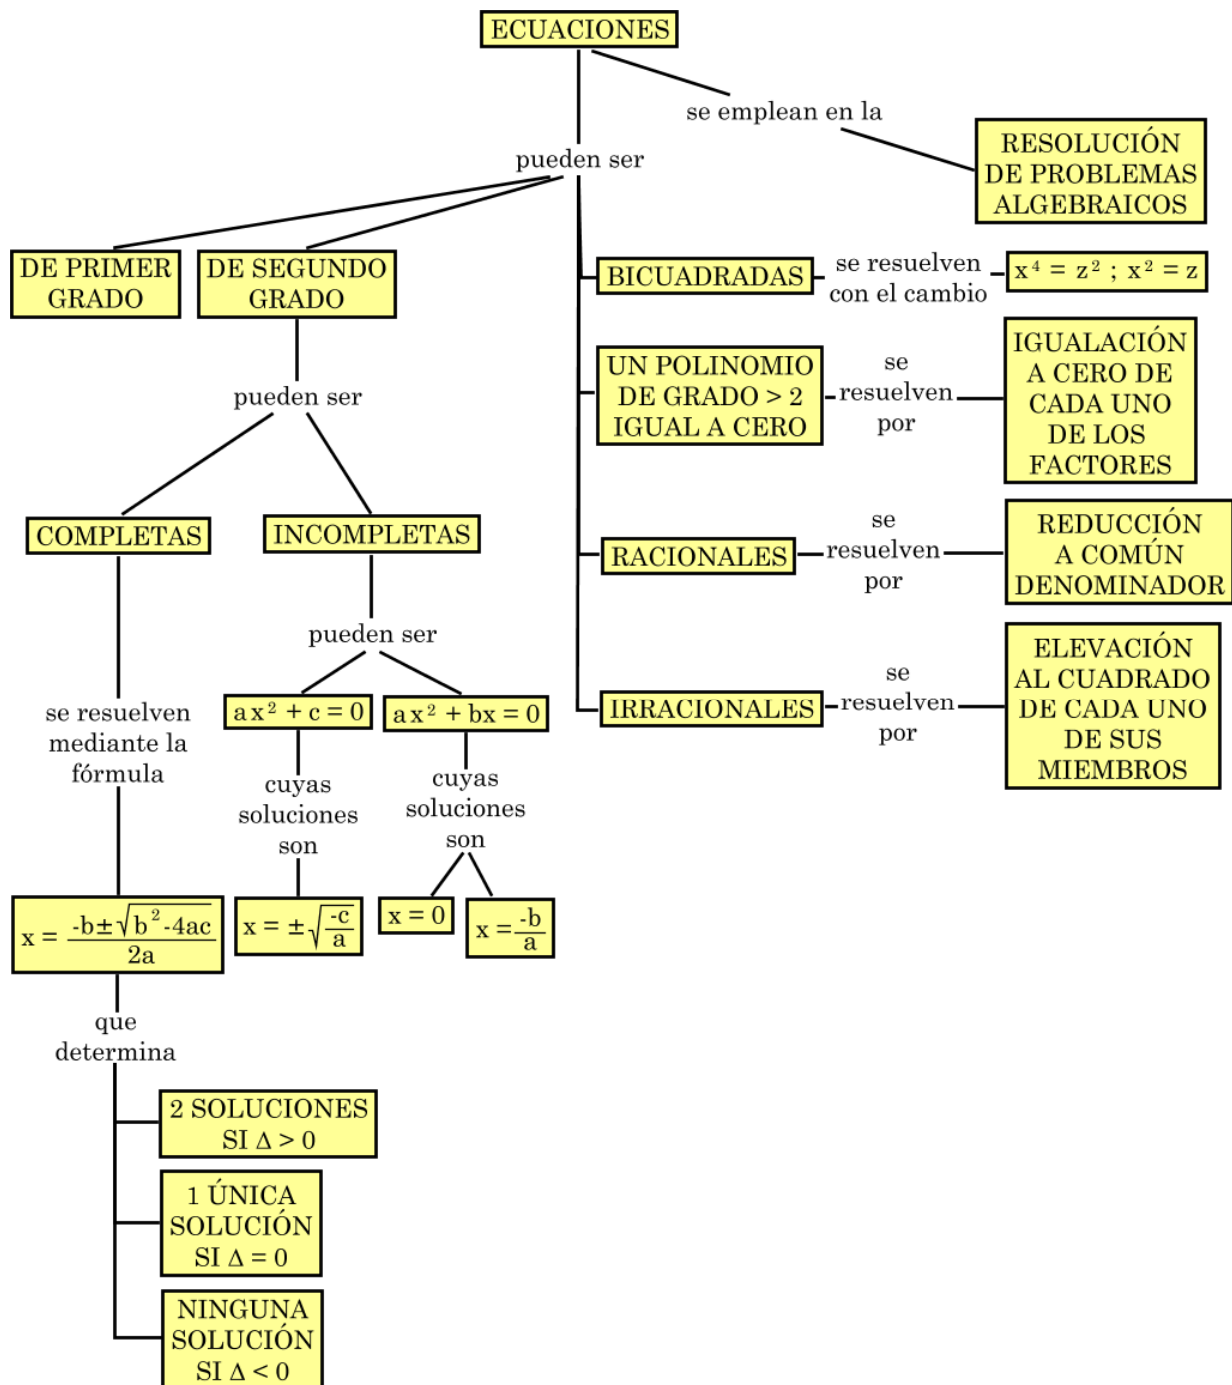 ECUACIONES
se emplean en la
RESOLUCIÓN
DE PROBLEMAS
ALGEBRAICOS
pueden ser
DE PRIMER
GRADO
DE SEGUNDO
GRADO
pueden ser
COMPLETAS
se resuelven
mediante la
fórmula
x = -b±√b²-4ac / 2a
que
determina
2 SOLUCIONES
SI Δ > 0
1 ÚNICA
SOLUCIÓN
SI Δ = 0
NINGUNA
SOLUCIÓN
SI Δ < 0
INCOMPLETAS
pueden ser
ax² + c = 0
cuyas
soluciones
son
x = ±√-c/a
ax² + bx = 0
cuyas
soluciones
son
x = 0
x = -b/a
BICUADRADAS
se resuelven
con el cambio
x⁴ = z² ; x² = z
UN POLINOMIO
DE GRADO > 2
IGUAL A CERO
se
resuelven
por
IGUALACIÓN
A CERO DE
CADA UNO
DE LOS
FACTORES
RACIONALES
se
resuelven
por
REDUCCIÓN
A COMÚN
DENOMINADOR
IRRACIONALES
se
resuelven
por
ELEVACIÓN
AL CUADRADO
DE CADA UNO
DE SUS
MIEMBROS